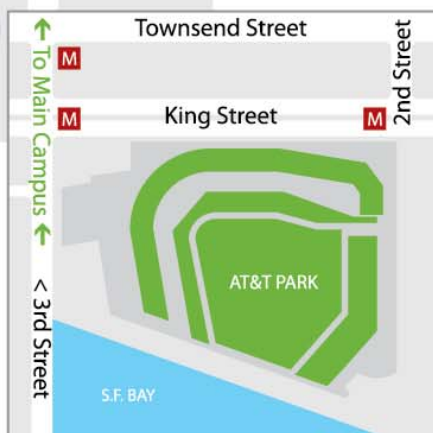 Townsend Street
M
2nd Street
← To Main Campus ←
M
King Street
M
AT&T PARK
< 3rd Street
S.F. BAY